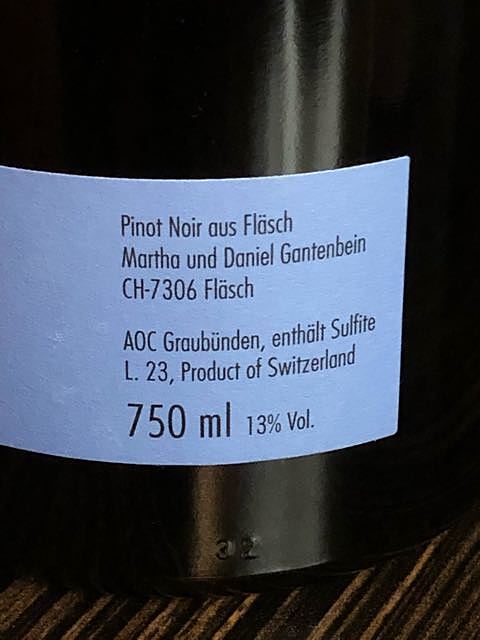 Pinot Noir aus Fläsch
Martha und Daniel Gantenbein
CH-7306 Fläsch
AOC Graubünden, enthält Sulfite
L. 23, Product of Switzerland
750 ml 13% Vol.
32